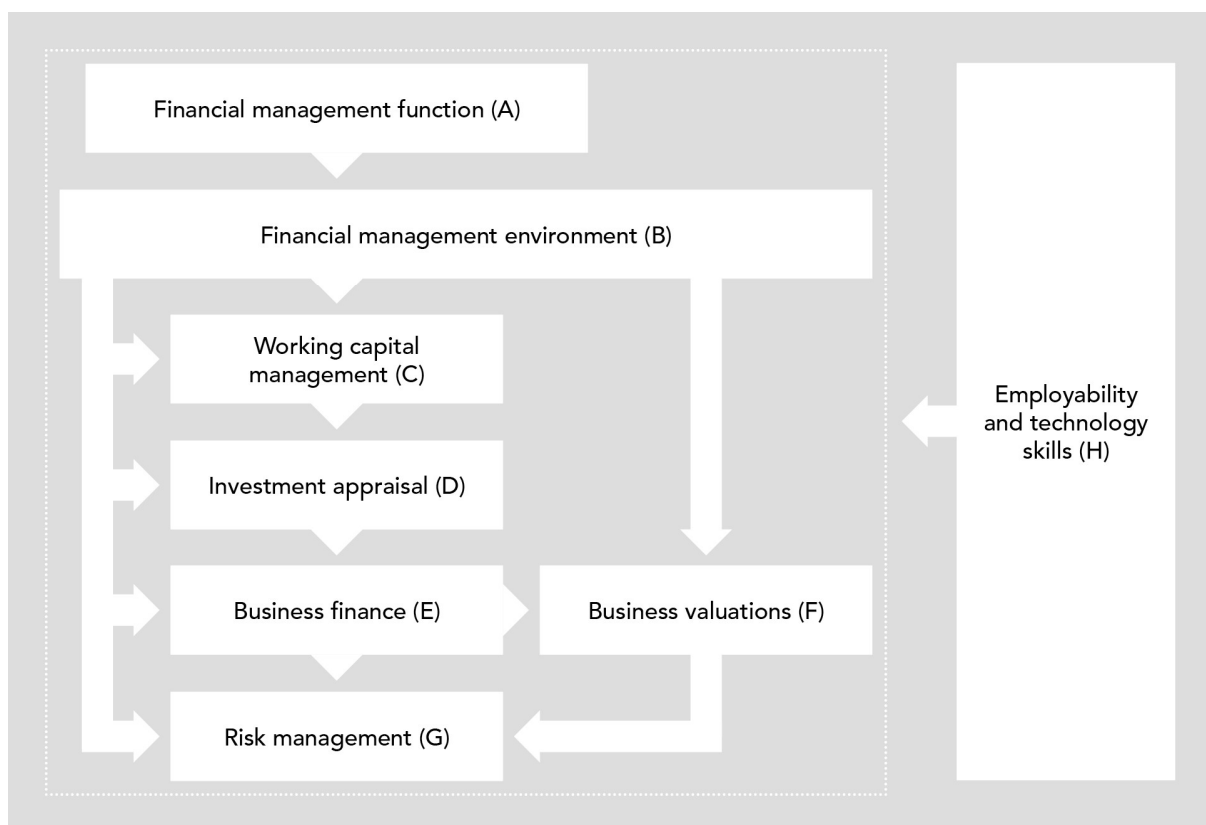 Financial management function (A)
Financial management environment (B)
Working capital
management (C)
Investment appraisal (D)
Business finance (E)
Business valuations (F)
Risk management (G)
Employability
and technology
skills (H)